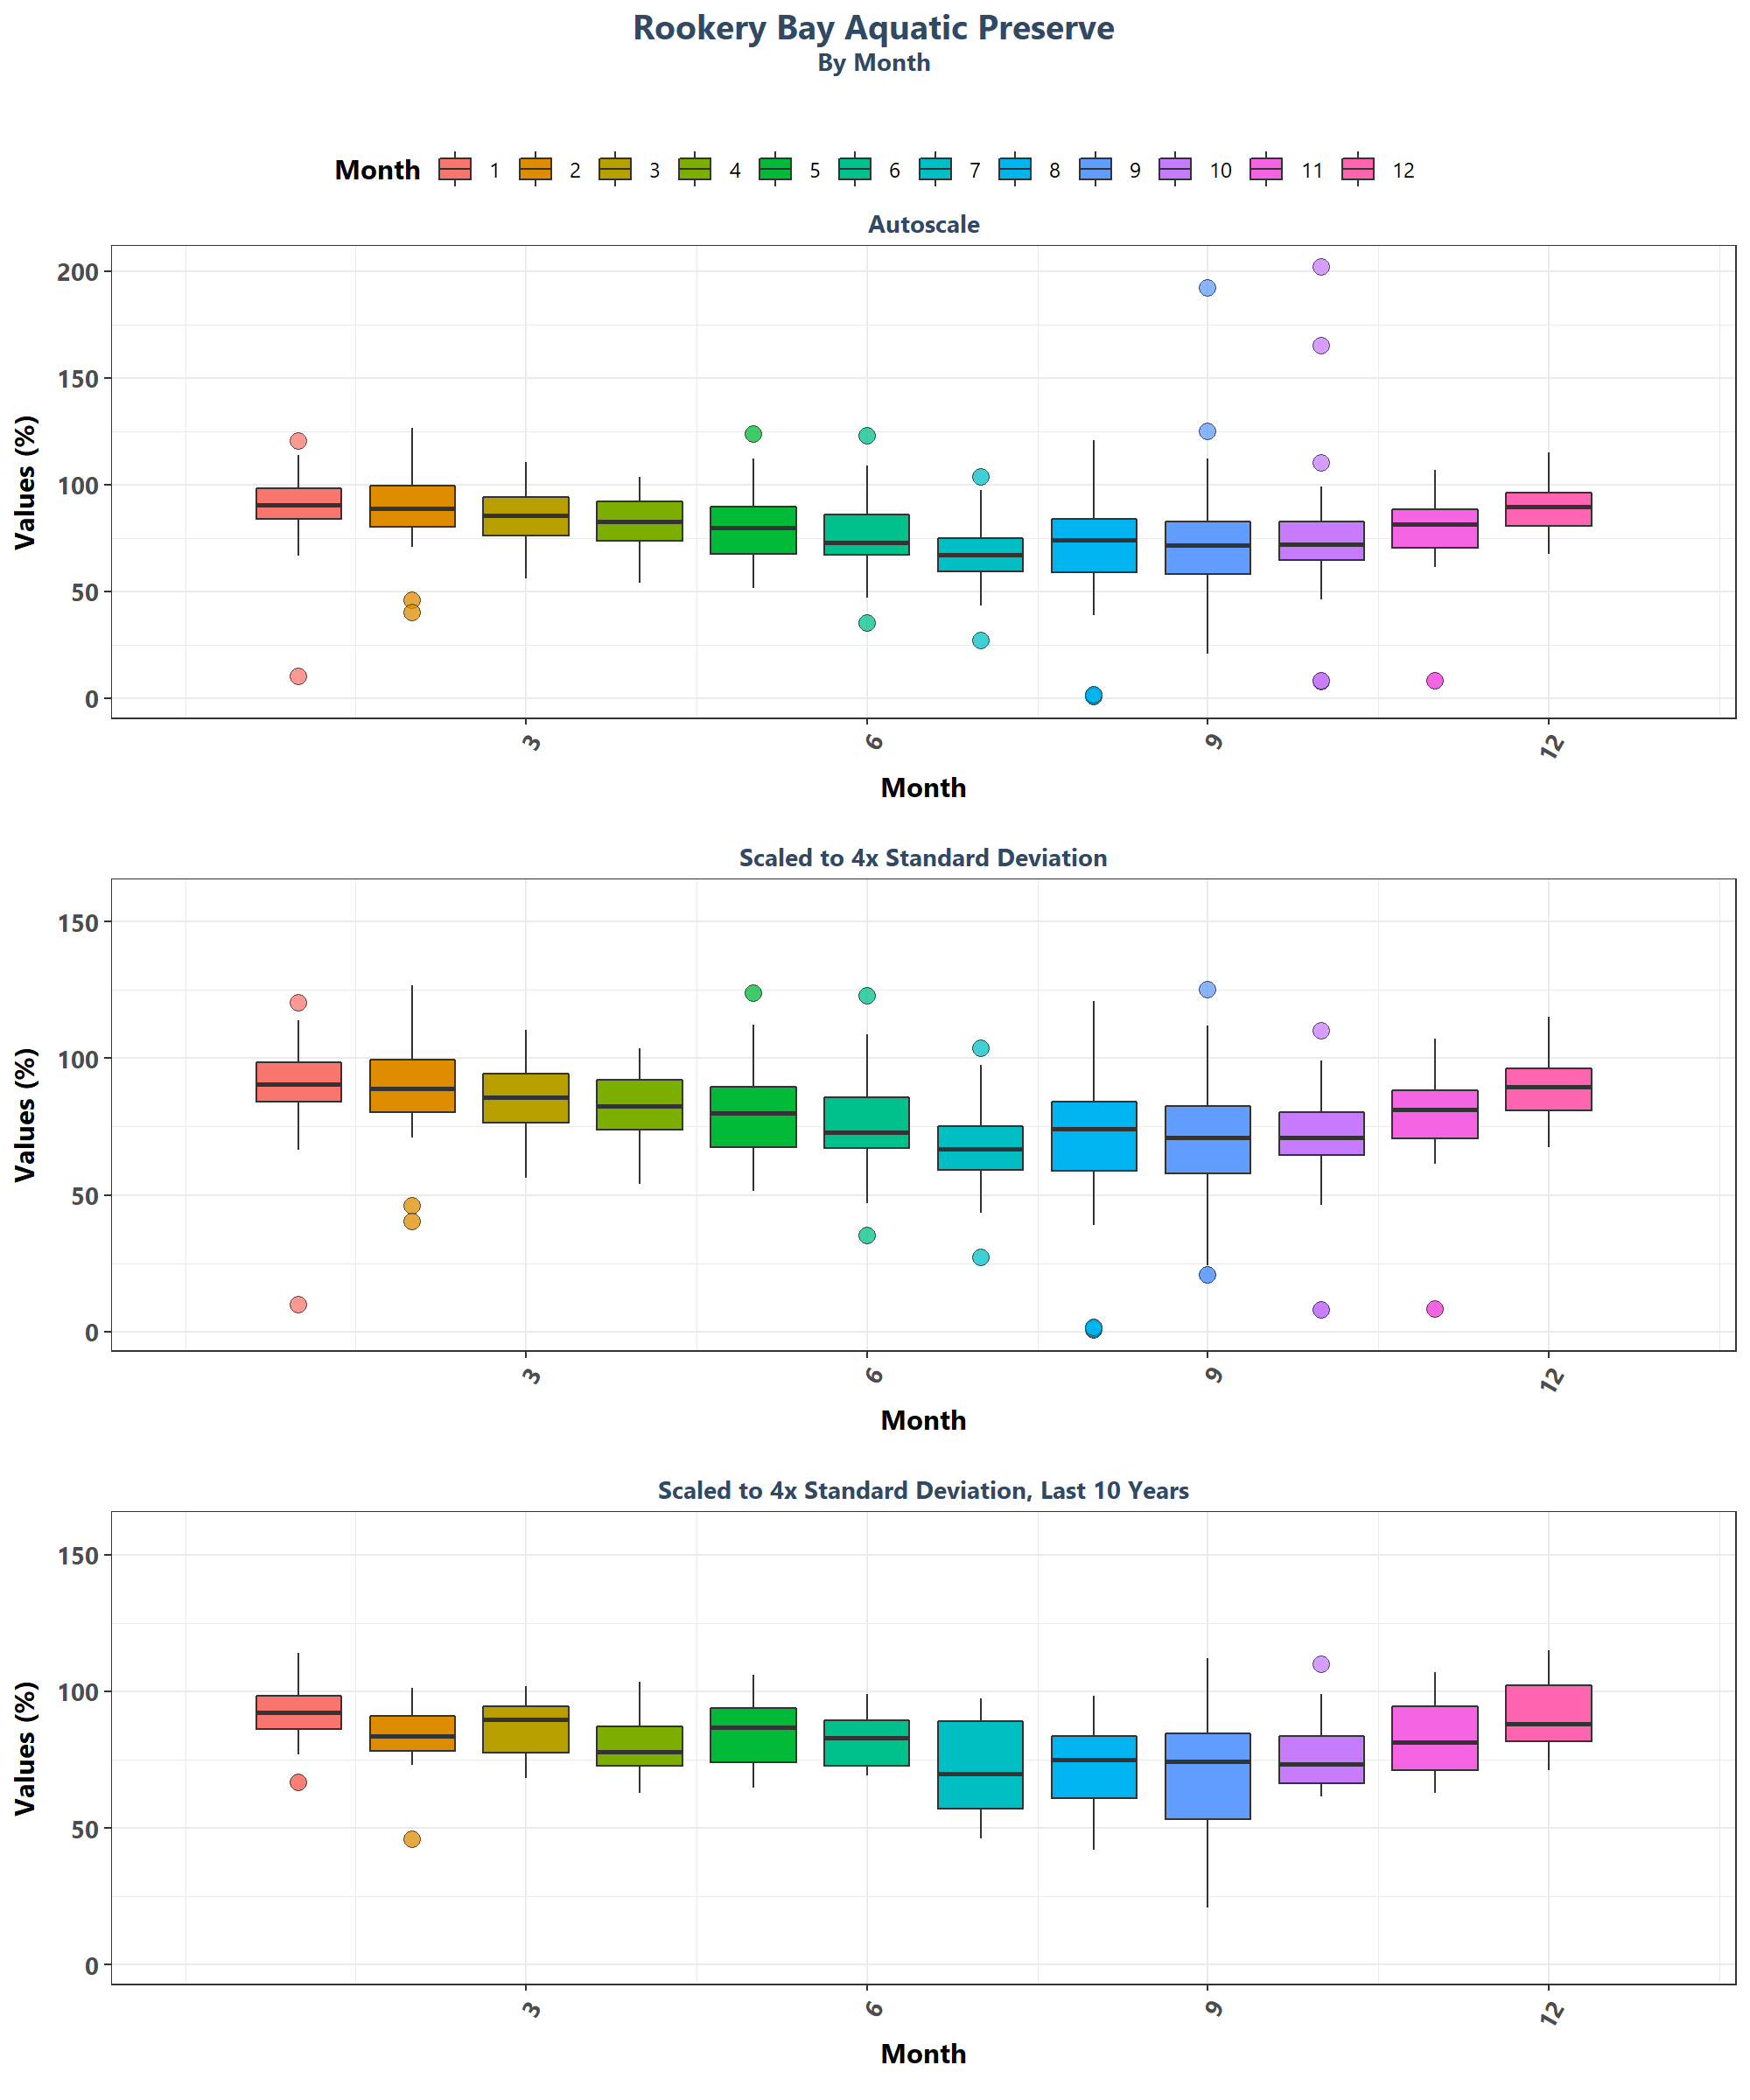 Rookery Bay Aquatic Preserve
By Month
Month 1 2 3 4 5 6 7 8 9 10 11 12
Autoscale
Values (%)
200
150
100
50
0
3 6 9 12
Month
Scaled to 4x Standard Deviation
Values (%)
150
100
50
0
3 6 9 12
Month
Scaled to 4x Standard Deviation, Last 10 Years
Values (%)
150
100
50
0
3 6 9 12
Month